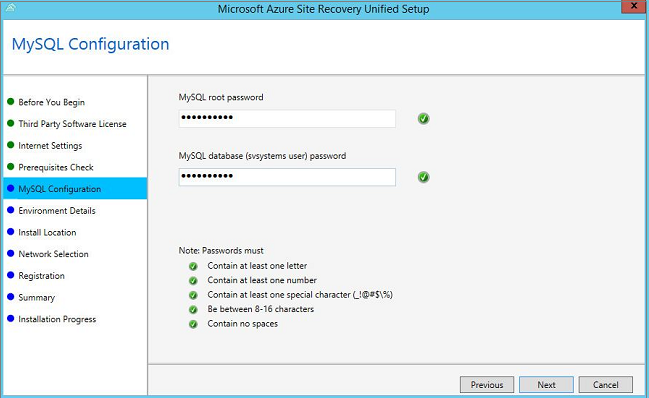 Microsoft Azure Site Recovery Unified Setup
x
MySQL Configuration
Before You Begin
Third Party Software License
Internet Settings
Prerequisites Check
MySQL Configuration
Environment Details
Install Location
Network Selection
Registration
Summary
Installation Progress
MySQL root password
••••••••••
MySQL database (svsystems user) password
••••••••••
Note: Passwords must
Contain at least one letter
Contain at least one number
Contain at least one special character (_!@#$\%)
Be between 8-16 characters
Contain no spaces
Previous
Next
Cancel